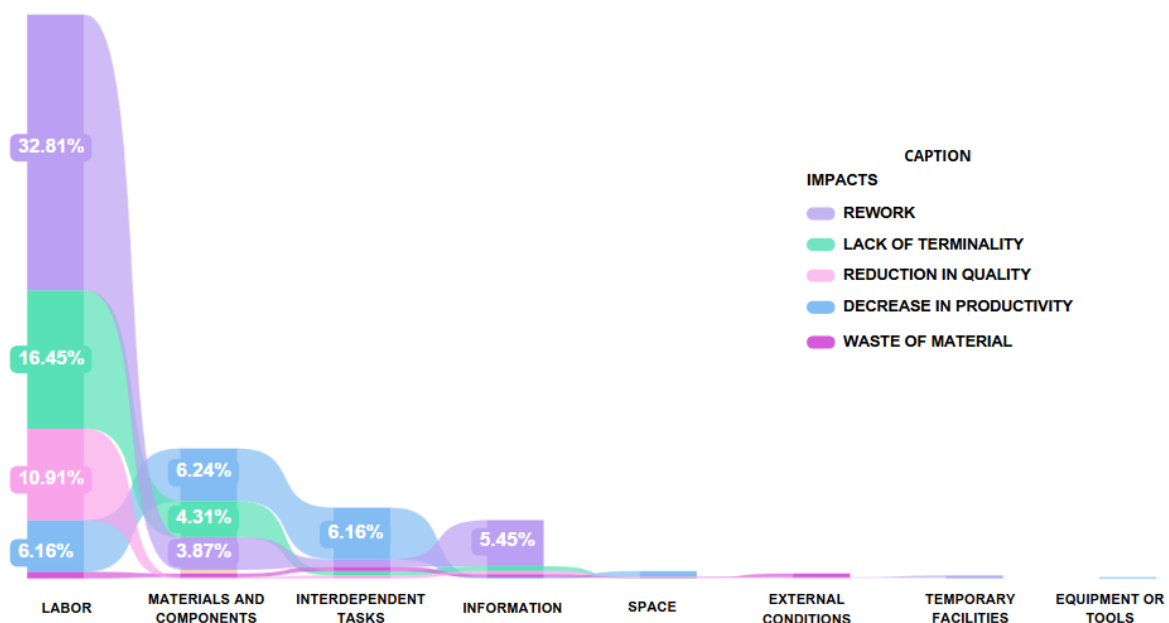 32.81%
16.45%
10.91%
6.16%
6.24%
4.31%
3.87%
6.16%
5.45%
CAPTION
IMPACTS
REWORK
LACK OF TERMINALITY
REDUCTION IN QUALITY
DECREASE IN PRODUCTIVITY
WASTE OF MATERIAL
LABOR
MATERIALS AND
COMPONENTS
INTERDEPENDENT
TASKS
INFORMATION
SPACE
EXTERNAL
CONDITIONS
TEMPORARY
FACILITIES
EQUIPMENT OR
TOOLS